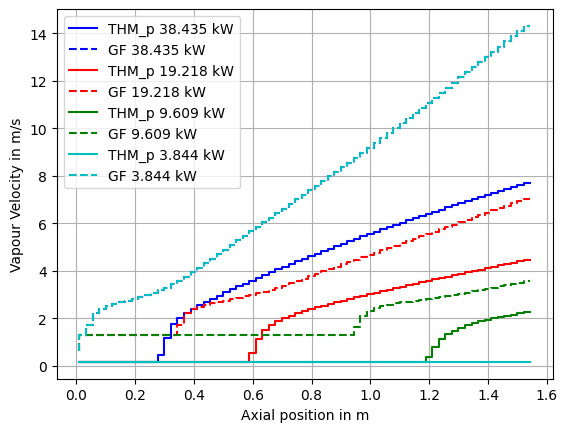 THM_p 38.435 kW
GF 38.435 kW
THM_p 19.218 kW
GF 19.218 kW
THM_p 9.609 kW
GF 9.609 kW
THM_p 3.844 kW
GF 3.844 kW
Vapour Velocity in m/s
14
12
10
8
6
4
2
0
0.0 0.2 0.4 0.6 0.8 1.0 1.2 1.4 1.6
Axial position in m